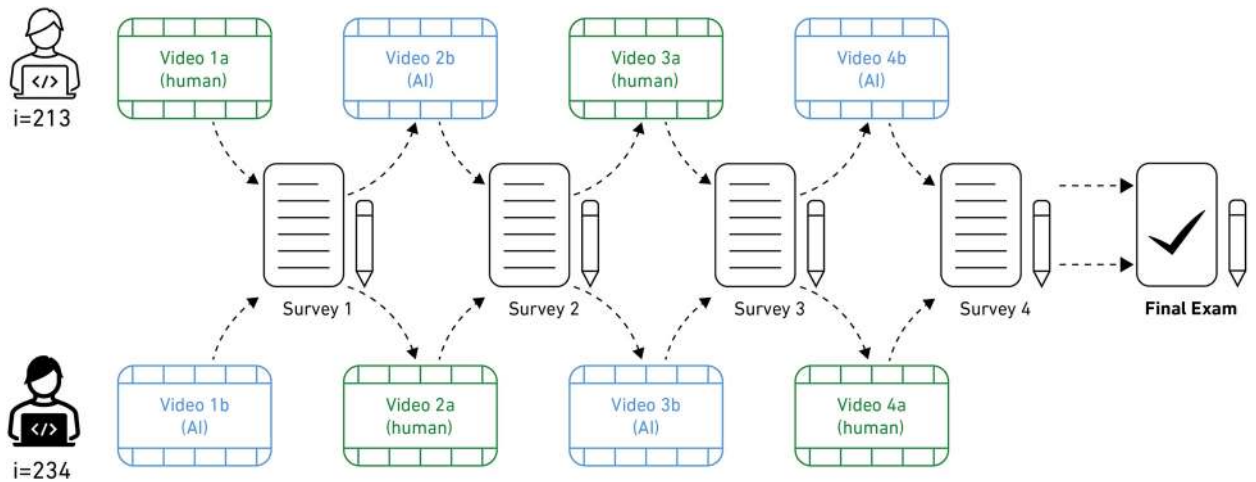 Video 1a
(human)
Video 2b
(AI)
Video 3a
(human)
Video 4b
(AI)
</>
i=213
Survey 1
Survey 2
Survey 3
Survey 4
Final Exam
Video 1b
(AI)
Video 2a
(human)
Video 3b
(AI)
Video 4a
(human)
</>
i=234